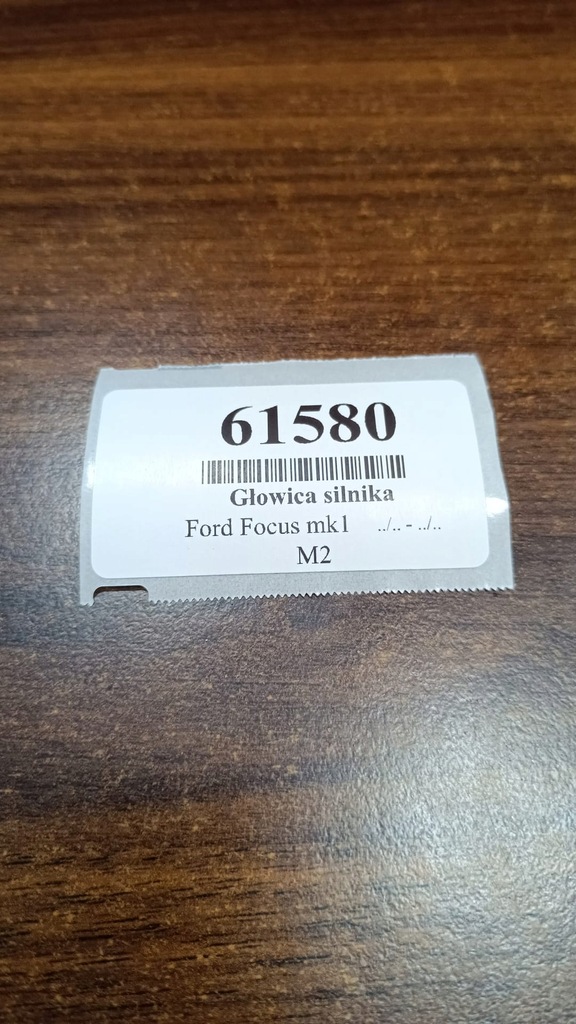 61580
Głowica silnika
Ford Focus mk1 ../.. - ../..
M2